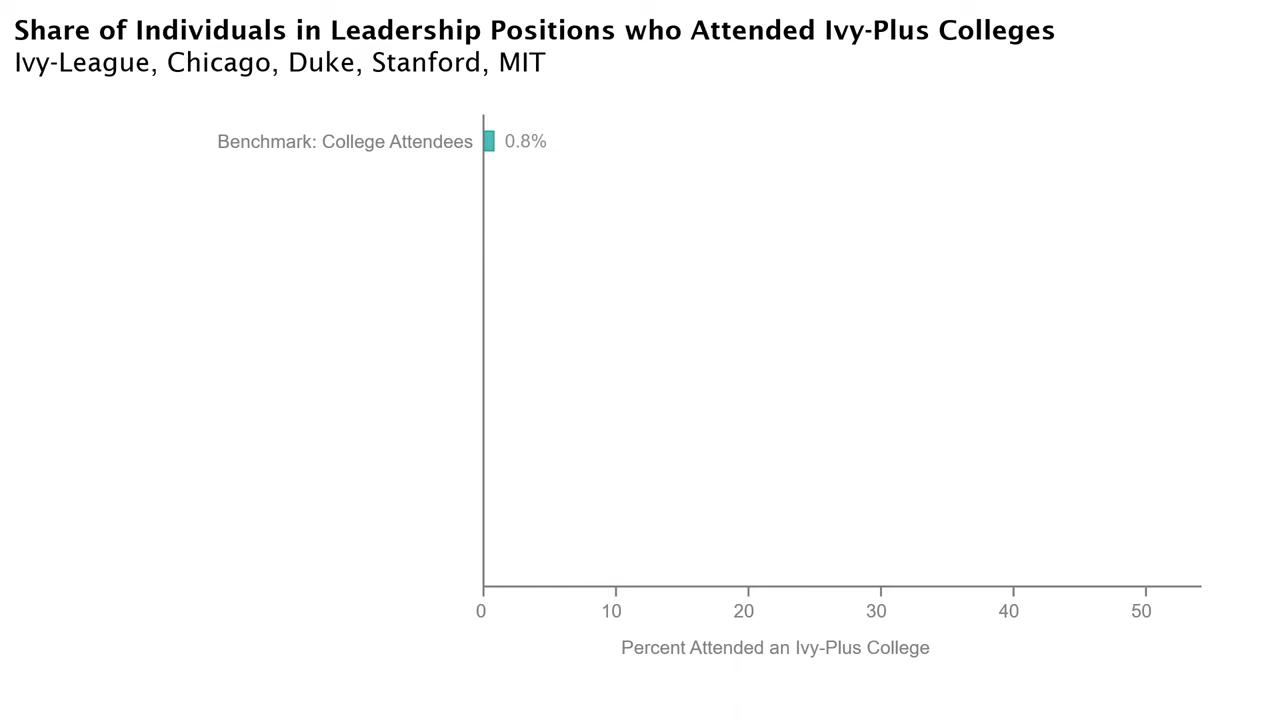 Share of Individuals in Leadership Positions who Attended Ivy-Plus Colleges
Ivy-League, Chicago, Duke, Stanford, MIT
Benchmark: College Attendees 0.8%
0 10 20 30 40 50
Percent Attended an Ivy-Plus College